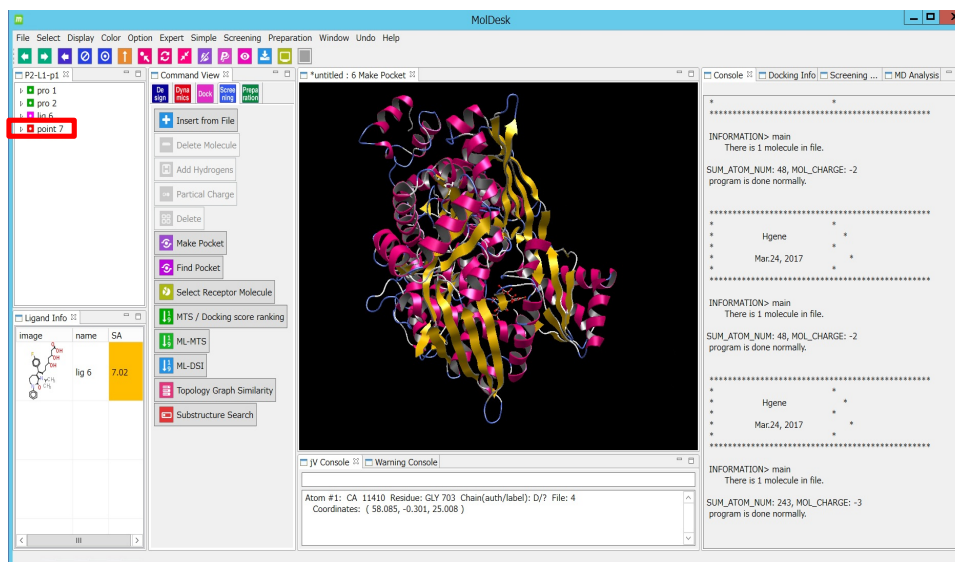 MolDesk
File Select Display Color Option Expert Simple Screening Preparation Window Undo Help
P2-L1-p1
pro 1
pro 2
lig 6
point 7
Command View
De sign
Dyna mics
Dock
Scree ning
Prepa ration
Insert from File
Delete Molecule
Add Hydrogens
Partical Charge
Delete
Make Pocket
Find Pocket
Select Receptor Molecule
MTS / Docking score ranking
ML-MTS
ML-DSI
Topology Graph Similarity
Substructure Search
Ligand Info
image name SA
lig 6 7.02
*untitled : 6 Make Pocket
jV Console Warning Console
Atom #1: CA 11410 Residue: GLY 703 Chain(auth/label): D/? File: 4
Coordinates: ( 58.085, -0.301, 25.008 )
Console Docking Info Screening ... MD Analysis
* *
**************************************************
INFORMATION> main
There is 1 molecule in file.
SUM_ATOM_NUM: 48, MOL_CHARGE: -2
program is done normally.
**************************************************
* *
* Hgene *
* *
* Mar.24, 2017 *
* *
**************************************************
INFORMATION> main
There is 1 molecule in file.
SUM_ATOM_NUM: 48, MOL_CHARGE: -2
program is done normally.
**************************************************
* *
* Hgene *
* *
* Mar.24, 2017 *
* *
**************************************************
INFORMATION> main
There is 1 molecule in file.
SUM_ATOM_NUM: 243, MOL_CHARGE: -3
program is done normally.